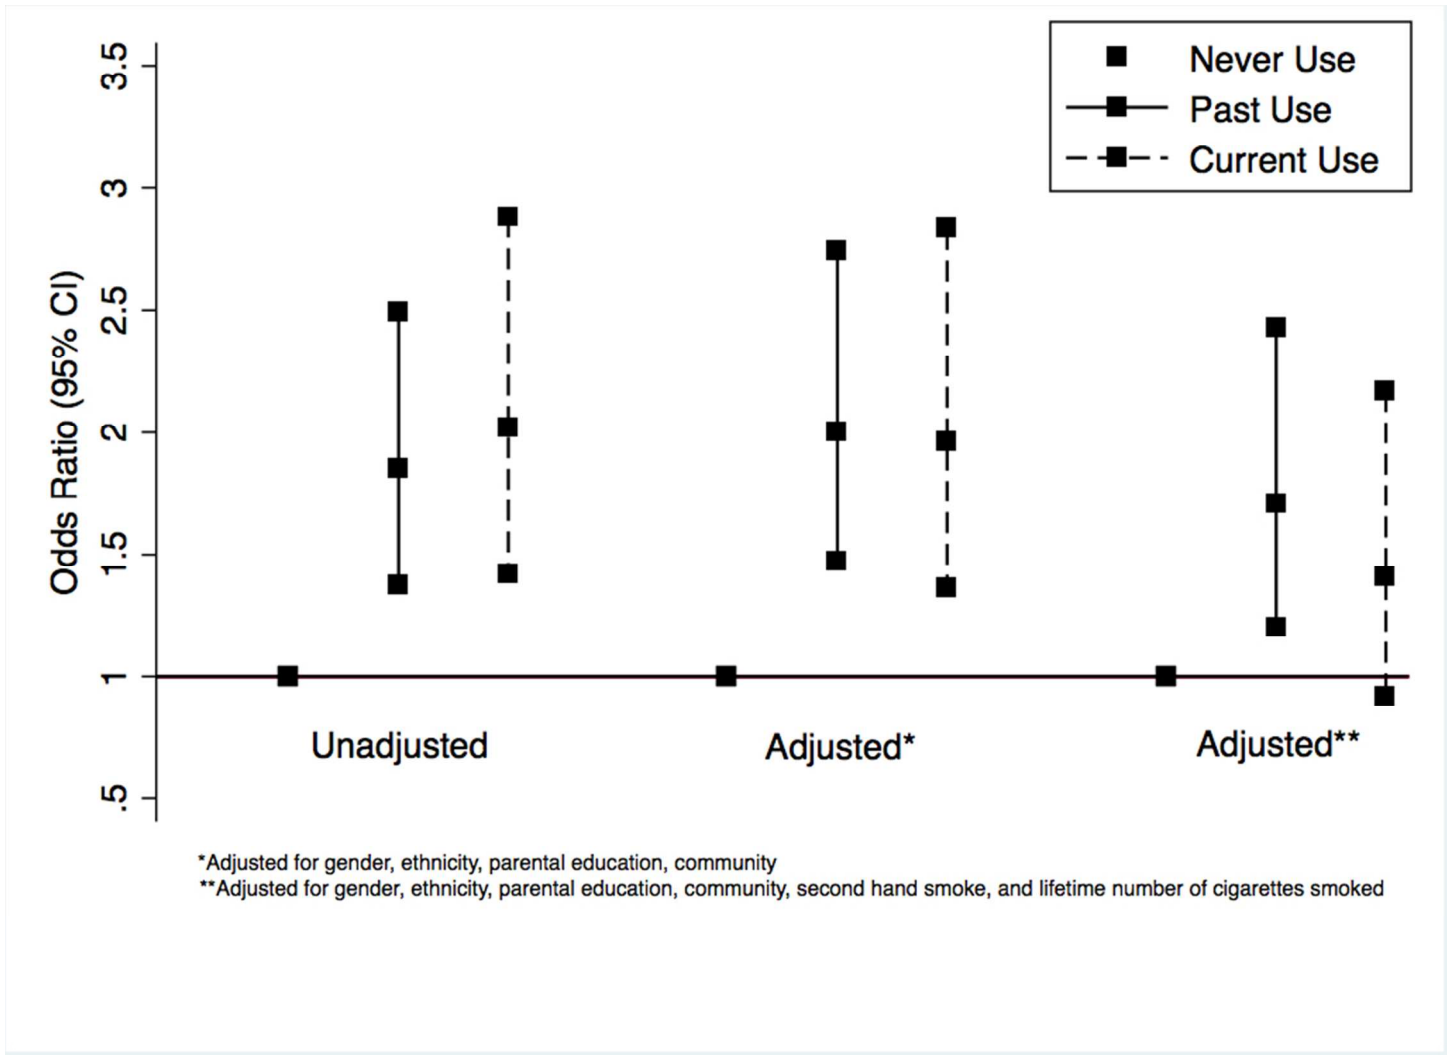 Never Use
Past Use
Current Use
Odds Ratio (95% CI)
3.5
3
2.5
2
1.5
1
.5
Unadjusted
Adjusted*
Adjusted**
*Adjusted for gender, ethnicity, parental education, community
**Adjusted for gender, ethnicity, parental education, community, second hand smoke, and lifetime number of cigarettes smoked